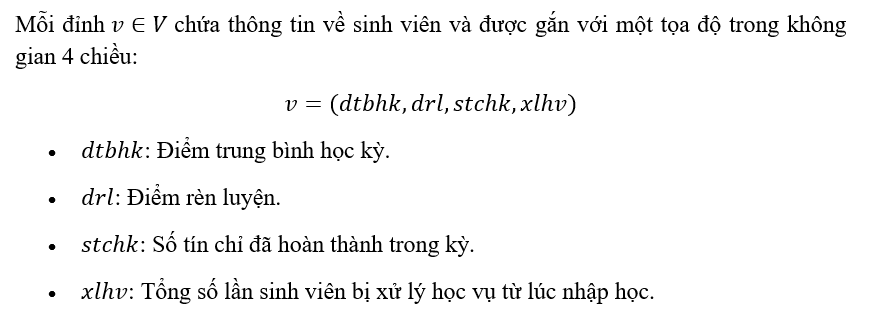 Mỗi đỉnh v ∈ V chứa thông tin về sinh viên và được gắn với một tọa độ trong không
gian 4 chiều:
v = (dtbhk, drl, stchk, xlhv)
• dtbhk: Điểm trung bình học kỳ.
• drl: Điểm rèn luyện.
• stchk: Số tín chỉ đã hoàn thành trong kỳ.
• xlhv: Tổng số lần sinh viên bị xử lý học vụ từ lúc nhập học.